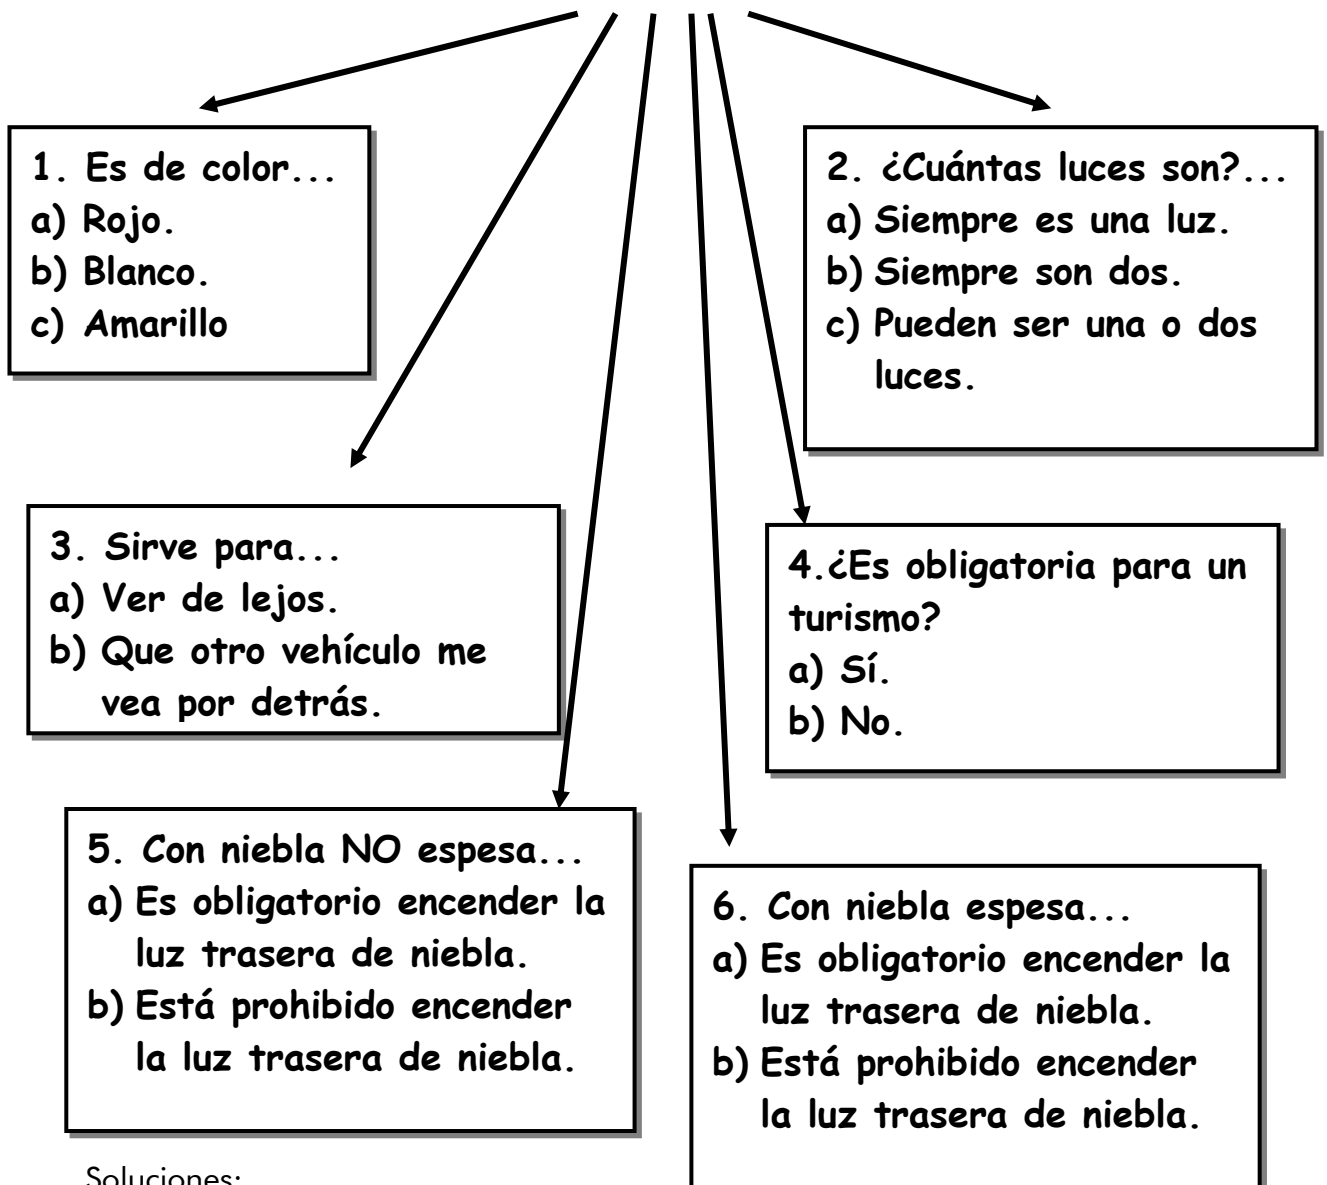 1. Es de color...
a) Rojo.
b) Blanco.
c) Amarillo
2. ¿Cuántas luces son?...
a) Siempre es una luz.
b) Siempre son dos.
c) Pueden ser una o dos
luces.
3. Sirve para...
a) Ver de lejos.
b) Que otro vehículo me
vea por detrás.
4.¿Es obligatoria para un
turismo?
a) Sí.
b) No.
5. Con niebla NO espesa...
a) Es obligatorio encender la
luz trasera de niebla.
b) Está prohibido encender
la luz trasera de niebla.
6. Con niebla espesa...
a) Es obligatorio encender la
luz trasera de niebla.
b) Está prohibido encender
la luz trasera de niebla.
Soluciones: